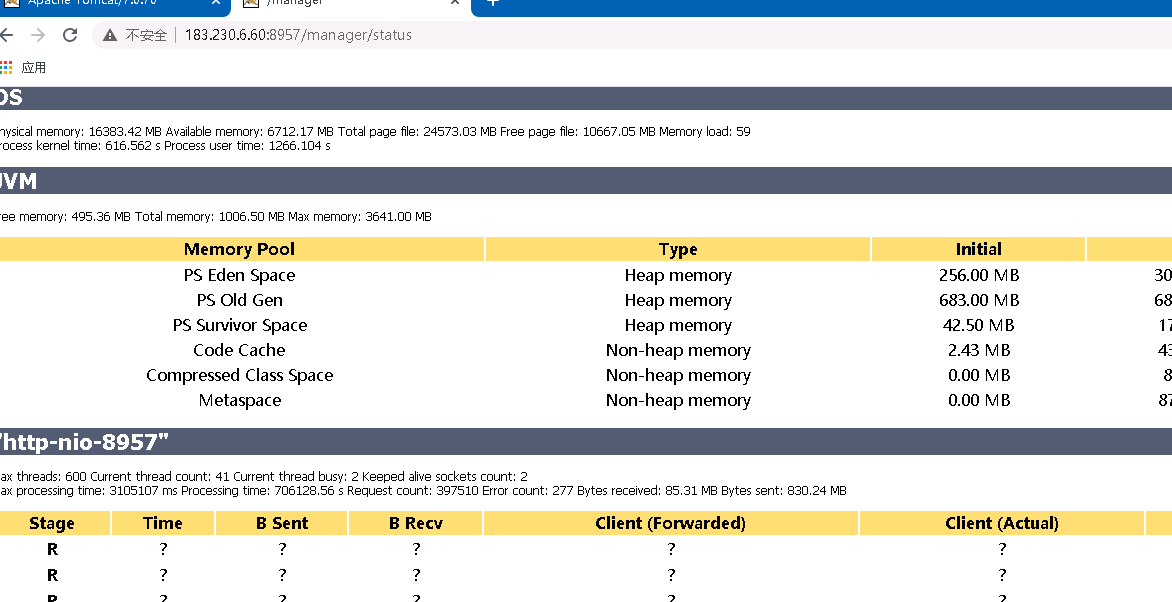 Apache Tomcat/7.0.70 /manager
不安全 183.230.6.60:8957/manager/status
应用
OS
hysical memory: 16383.42 MB Available memory: 6712.17 MB Total page file: 24573.03 MB Free page file: 10667.05 MB Memory load: 59
rocess kernel time: 616.562 s Process user time: 1266.104 s
JVM
ree memory: 495.36 MB Total memory: 1006.50 MB Max memory: 3641.00 MB
Memory Pool Type Initial
PS Eden Space Heap memory 256.00 MB 30
PS Old Gen Heap memory 683.00 MB 68
PS Survivor Space Heap memory 42.50 MB 17
Code Cache Non-heap memory 2.43 MB 43
Compressed Class Space Non-heap memory 0.00 MB 8
Metaspace Non-heap memory 0.00 MB 87
"http-nio-8957"
ax threads: 600 Current thread count: 41 Current thread busy: 2 Keeped alive sockets count: 2
ax processing time: 3105107 ms Processing time: 706128.56 s Request count: 397510 Error count: 277 Bytes received: 85.31 MB Bytes sent: 830.24 MB
Stage Time B Sent B Recv Client (Forwarded) Client (Actual)
R ? ? ? ? ?
R ? ? ? ? ?
R ? ? ? ? ?